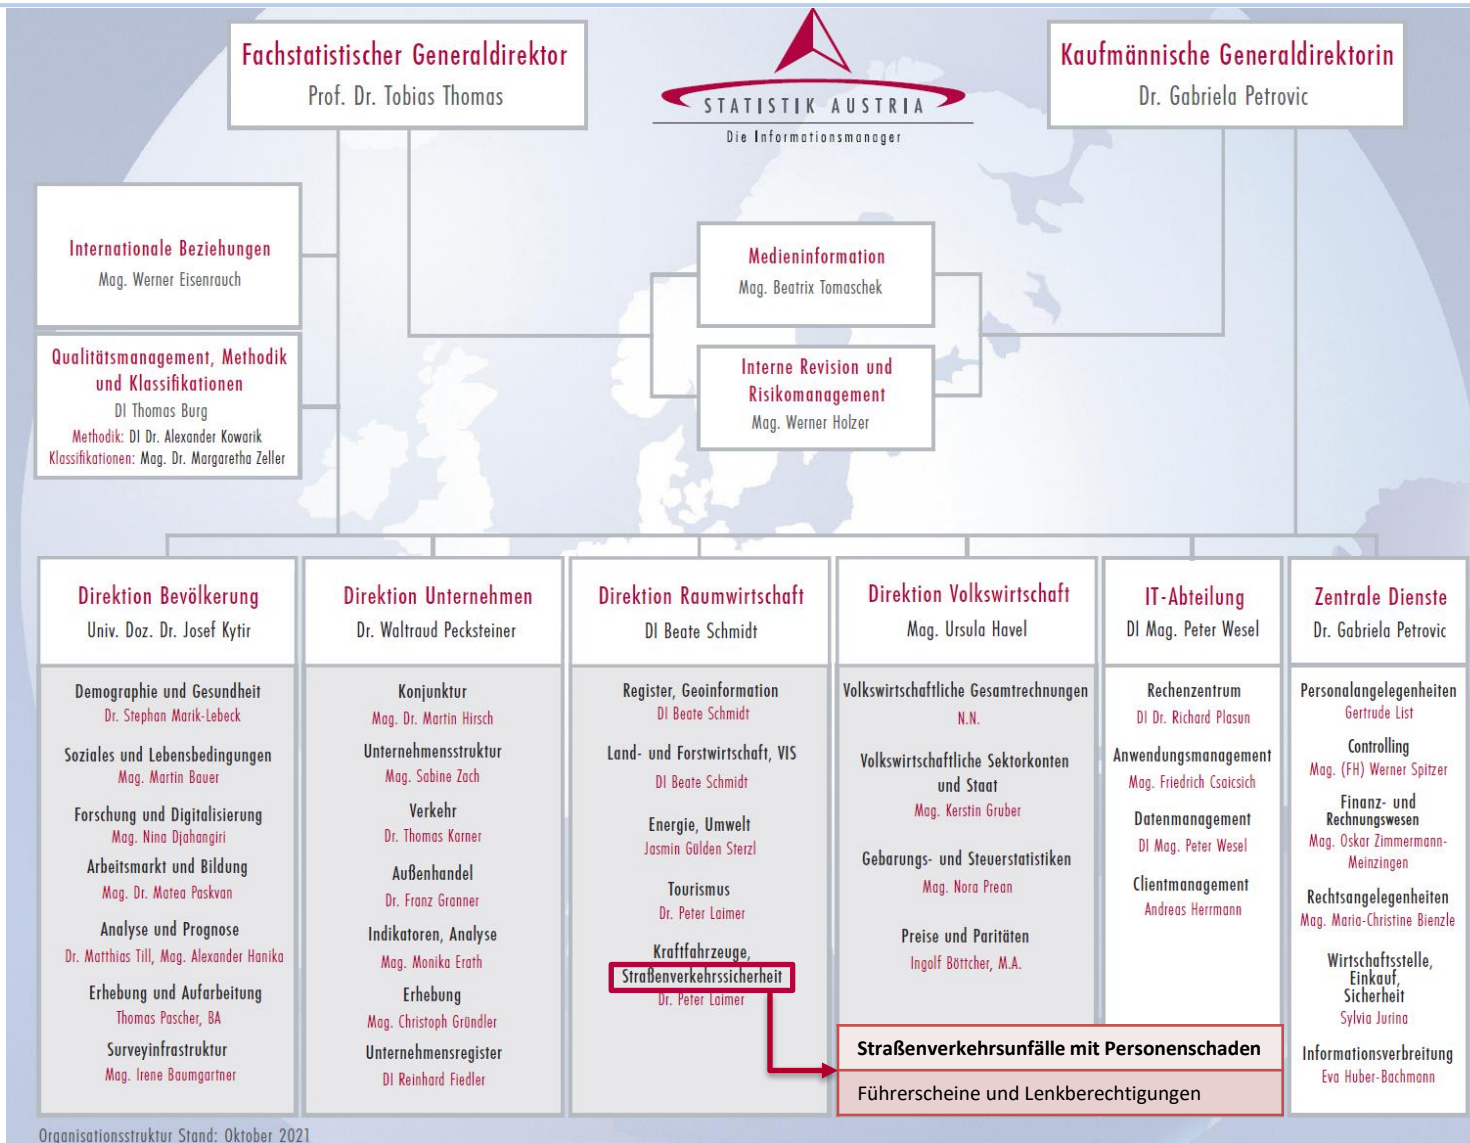 Fachstatistischer Generaldirektor
Prof. Dr. Tobias Thomas
STATISTIK AUSTRIA
Die Informationsmanager
Kaufmännische Generaldirektorin
Dr. Gabriela Petrovic
Internationale Beziehungen
Mag. Werner Eisenrauch
Medieninformation
Mag. Beatrix Tomaschek
Qualitätsmanagement, Methodik
und Klassifikationen
DI Thomas Burg
Methodik: DI Dr. Alexander Kowarik
Klassifikationen: Mag. Dr. Margaretha Zeller
Interne Revision und
Risikomanagement
Mag. Werner Holzer
Direktion Bevölkerung
Univ. Doz. Dr. Josef Kytir
Demographie und Gesundheit
Dr. Stephan Marik-Lebeck
Soziales und Lebensbedingungen
Mag. Martin Bauer
Forschung und Digitalisierung
Mag. Nina Djahangiri
Arbeitsmarkt und Bildung
Mag. Dr. Matea Paskvan
Analyse und Prognose
Dr. Matthias Till, Mag. Alexander Hanika
Erhebung und Aufarbeitung
Thomas Pascher, BA
Surveyinfrastruktur
Mag. Irene Baumgartner
Direktion Unternehmen
Dr. Waltraud Pecksteiner
Konjunktur
Mag. Dr. Martin Hirsch
Unternehmensstruktur
Mag. Sabine Zach
Verkehr
Dr. Thomas Karner
Außenhandel
Dr. Franz Granner
Indikatoren, Analyse
Mag. Monika Erath
Erhebung
Mag. Christoph Gründler
Unternehmensregister
DI Reinhard Fiedler
Direktion Raumwirtschaft
DI Beate Schmidt
Register, Geoinformation
DI Beate Schmidt
Land- und Forstwirtschaft, VIS
DI Beate Schmidt
Energie, Umwelt
Jasmin Gülden Sterzl
Tourismus
Dr. Peter Laimer
Kraftfahrzeuge,
Straßenverkehrssicherheit
Dr. Peter Laimer
Direktion Volkswirtschaft
Mag. Ursula Havel
Volkswirtschaftliche Gesamtrechnungen
N.N.
Volkswirtschaftliche Sektorkonten
und Staat
Mag. Kerstin Gruber
Gebarungs- und Steuerstatistiken
Mag. Nora Prean
Preise und Paritäten
Ingolf Böttcher, M.A.
Straßenverkehrsunfälle mit Personenschaden
Führerscheine und Lenkberechtigungen
IT-Abteilung
DI Mag. Peter Wesel
Rechenzentrum
DI Dr. Richard Plasun
Anwendungsmanagement
Mag. Friedrich Csaicsich
Datenmanagement
DI Mag. Peter Wesel
Clientmanagement
Andreas Herrmann
Zentrale Dienste
Dr. Gabriela Petrovic
Personalangelegenheiten
Gertrude List
Controlling
Mag. (FH) Werner Spitzer
Finanz- und
Rechnungswesen
Mag. Oskar Zimmermann-
Meinzingen
Rechtsangelegenheiten
Mag. Maria-Christine Bienzle
Wirtschaftsstelle,
Einkauf,
Sicherheit
Sylvia Jurina
Informationsverbreitung
Eva Huber-Bachmann
Organisationsstruktur Stand: Oktober 2021